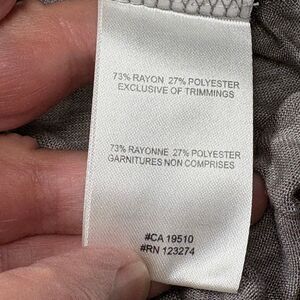 73% RAYON 27% POLYESTER
EXCLUSIVE OF TRIMMINGS
73% RAYONNE 27% POLYESTER
GARNITURES NON COMPRISES
#CA 19510
#RN 123274